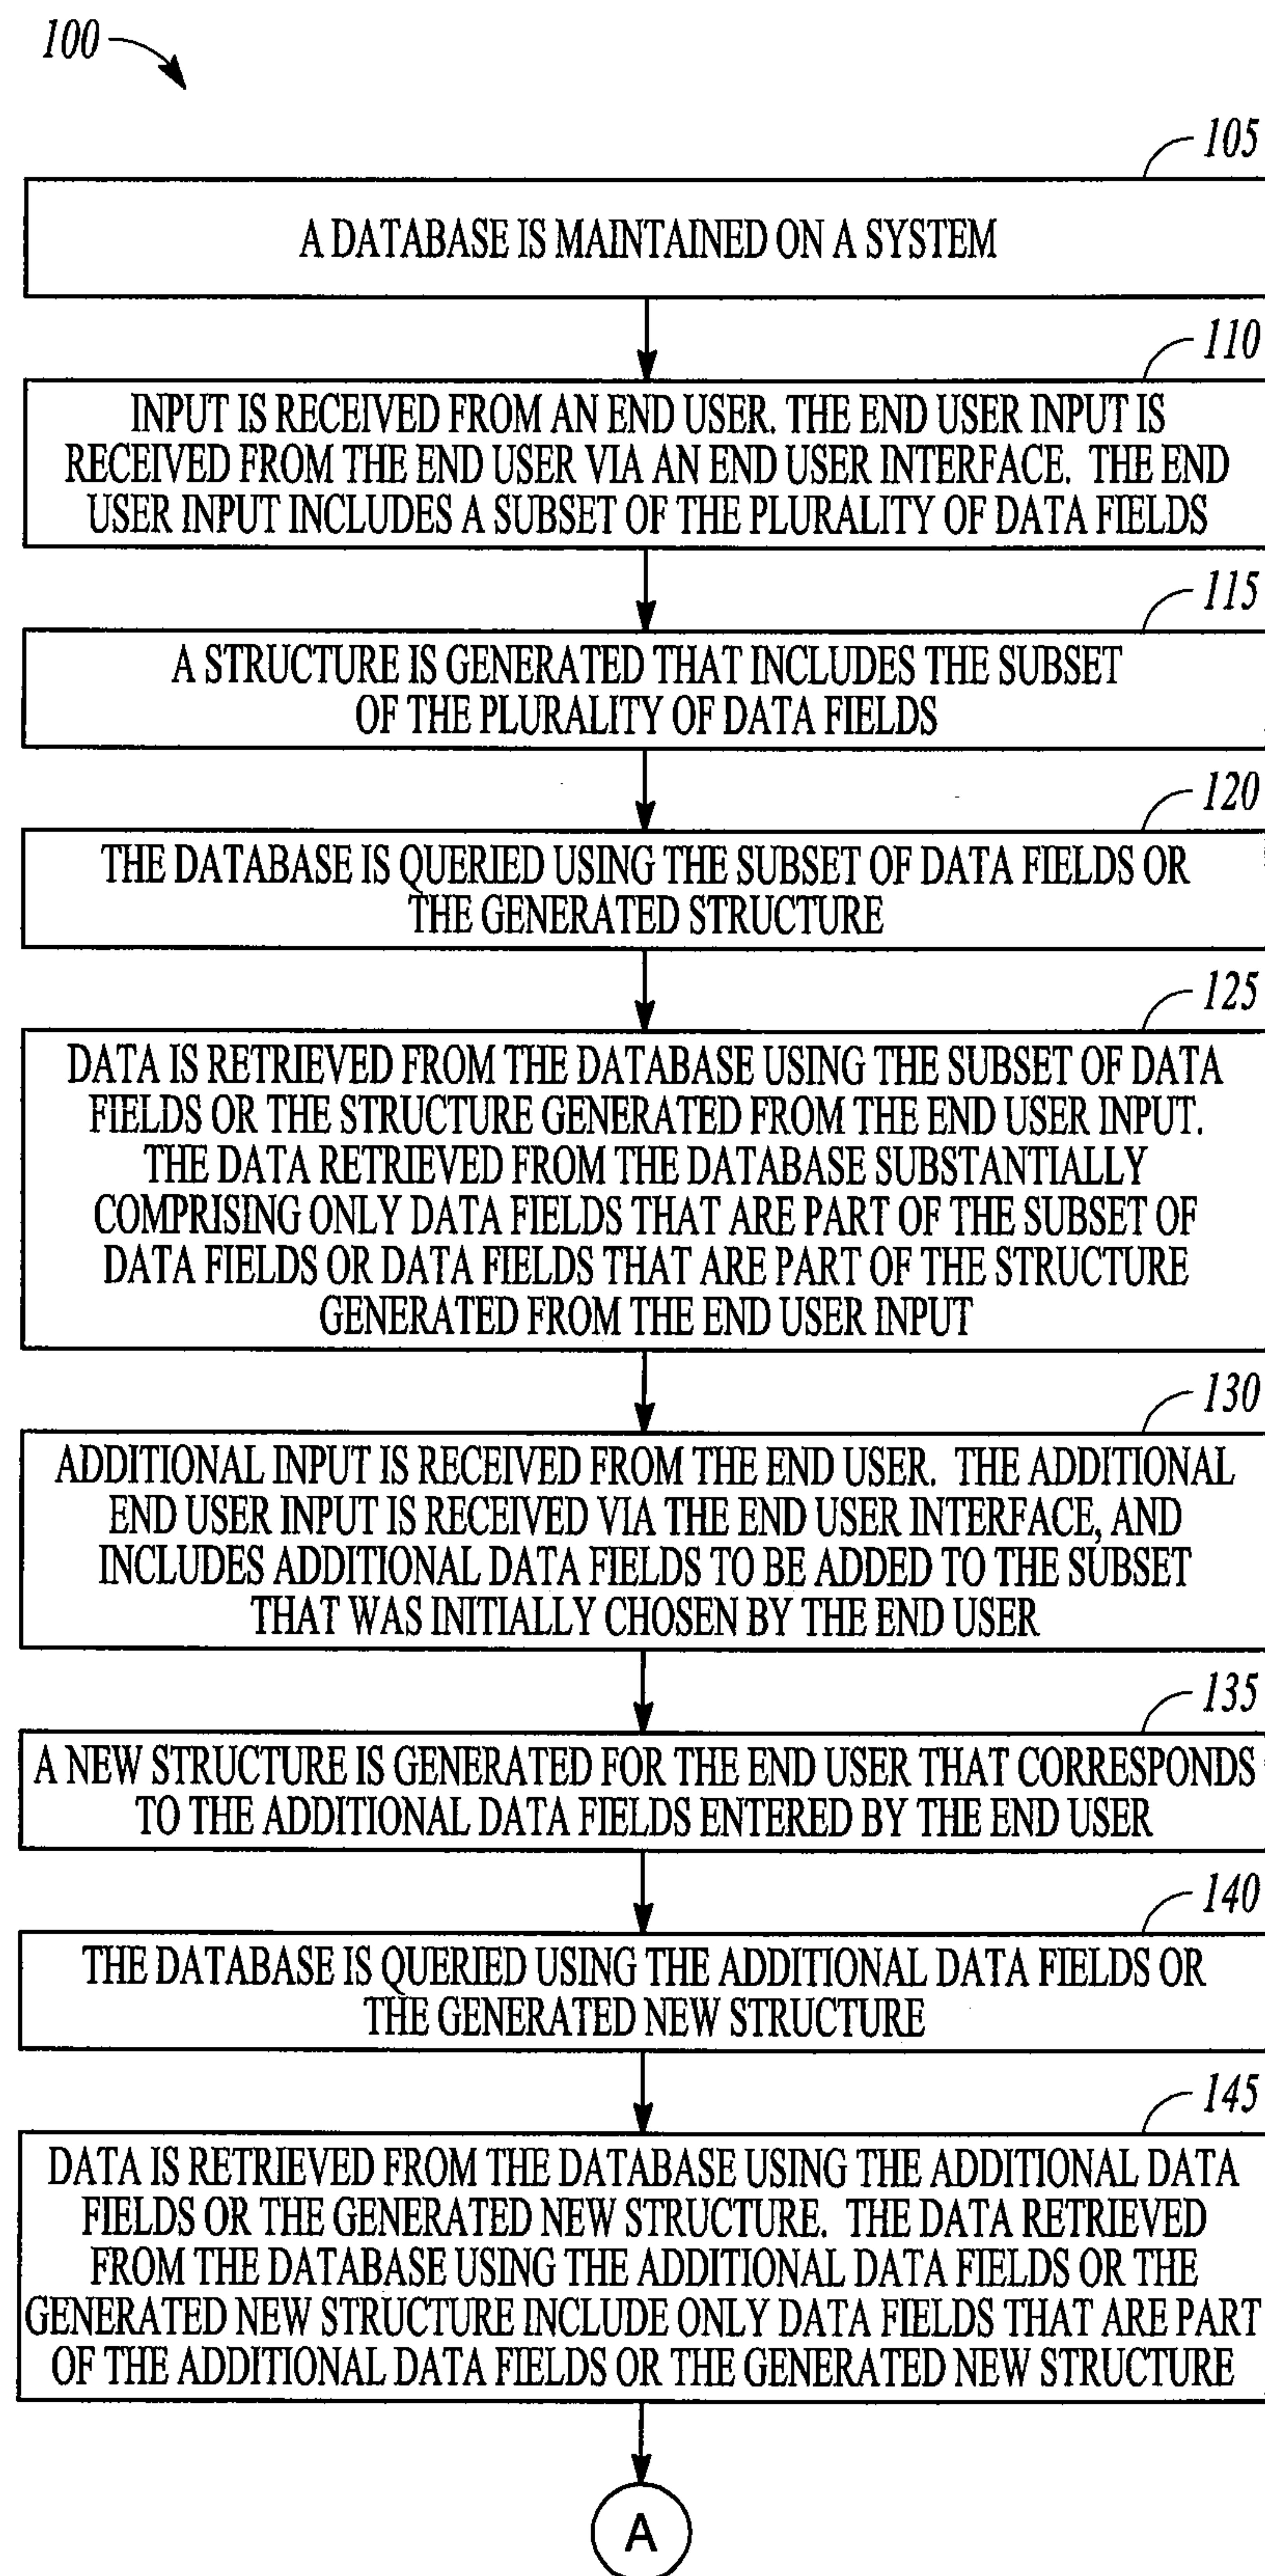 100
105
A DATABASE IS MAINTAINED ON A SYSTEM
110
INPUT IS RECEIVED FROM AN END USER. THE END USER INPUT IS
RECEIVED FROM THE END USER VIA AN END USER INTERFACE. THE END
USER INPUT INCLUDES A SUBSET OF THE PLURALITY OF DATA FIELDS
115
A STRUCTURE IS GENERATED THAT INCLUDES THE SUBSET
OF THE PLURALITY OF DATA FIELDS
120
THE DATABASE IS QUERIED USING THE SUBSET OF DATA FIELDS OR
THE GENERATED STRUCTURE
125
DATA IS RETRIEVED FROM THE DATABASE USING THE SUBSET OF DATA
FIELDS OR THE STRUCTURE GENERATED FROM THE END USER INPUT.
THE DATA RETRIEVED FROM THE DATABASE SUBSTANTIALLY
COMPRISING ONLY DATA FIELDS THAT ARE PART OF THE SUBSET OF
DATA FIELDS OR DATA FIELDS THAT ARE PART OF THE STRUCTURE
GENERATED FROM THE END USER INPUT
130
ADDITIONAL INPUT IS RECEIVED FROM THE END USER. THE ADDITIONAL
END USER INPUT IS RECEIVED VIA THE END USER INTERFACE, AND
INCLUDES ADDITIONAL DATA FIELDS TO BE ADDED TO THE SUBSET
THAT WAS INITIALLY CHOSEN BY THE END USER
135
A NEW STRUCTURE IS GENERATED FOR THE END USER THAT CORRESPONDS
TO THE ADDITIONAL DATA FIELDS ENTERED BY THE END USER
140
THE DATABASE IS QUERIED USING THE ADDITIONAL DATA FIELDS OR
THE GENERATED NEW STRUCTURE
145
DATA IS RETRIEVED FROM THE DATABASE USING THE ADDITIONAL DATA
FIELDS OR THE GENERATED NEW STRUCTURE. THE DATA RETRIEVED
FROM THE DATABASE USING THE ADDITIONAL DATA FIELDS OR THE
GENERATED NEW STRUCTURE INCLUDE ONLY DATA FIELDS THAT ARE PART
OF THE ADDITIONAL DATA FIELDS OR THE GENERATED NEW STRUCTURE
A